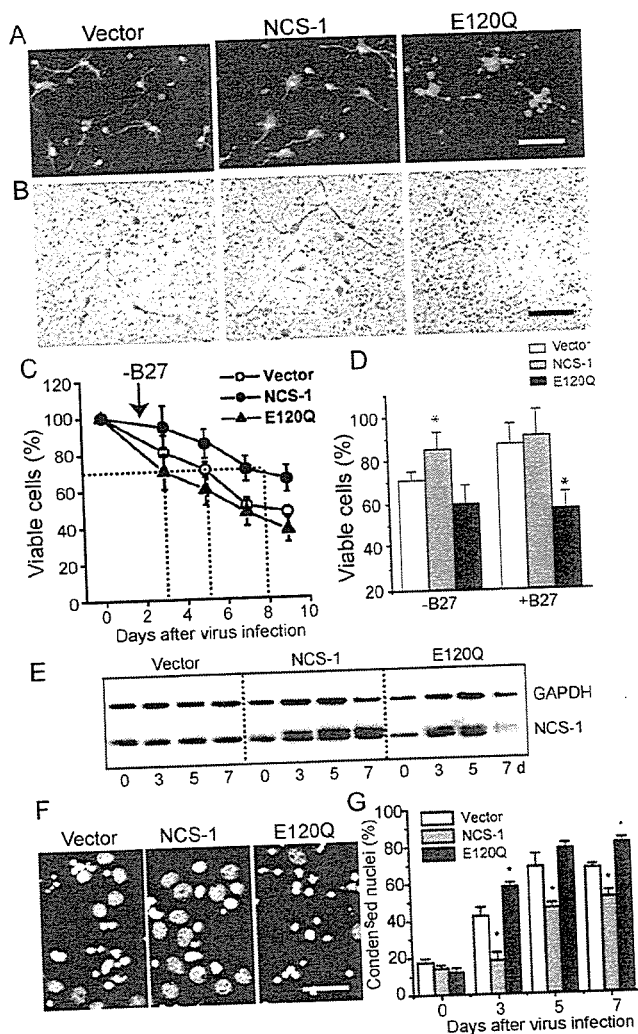 A
Vector
NCS-1
E120Q
B
C
-B27
Vector
NCS-1
E120Q
Viable cells (%)
120
100
80
60
40
20
0
0 2 4 6 8 10
Days after virus infection
D
Vector
NCS-1
E120Q
Viable cells (%)
100
80
60
40
20
-B27
+B27
*
*
E
Vector
NCS-1
E120Q
GAPDH
NCS-1
0 3 5 7 0 3 5 7 0 3 5 7 d
F
Vector
NCS-1
E120Q
G
Vector
NCS-1
E120Q
Condensed nuclei (%)
100
80
60
40
20
0
* * * * *
0 3 5 7
Days after virus infection